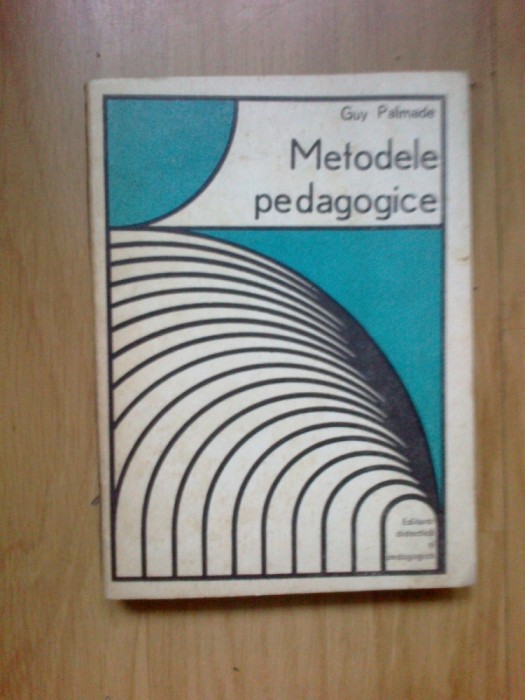 Guy Palmade
Metodele
pedagogice
Editura
didactică
și
pedagogică